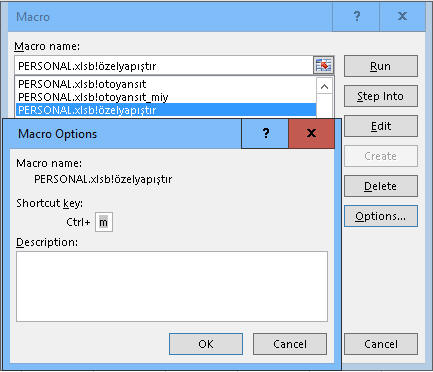 Macro
?
Macro name:
PERSONAL.xlsb!özelyapıştır
Run
PERSONAL.xlsb!otoyansıt
PERSONAL.xlsb!otoyansıt_miy
PERSONAL.xlsb!özelyapıştır
Step Into
Edit
Create
Delete
Options...
Cancel
Macro Options
?
Macro name:
PERSONAL.xlsb!özelyapıştır
Shortcut key:
Ctrl+ m
Description:
OK
Cancel